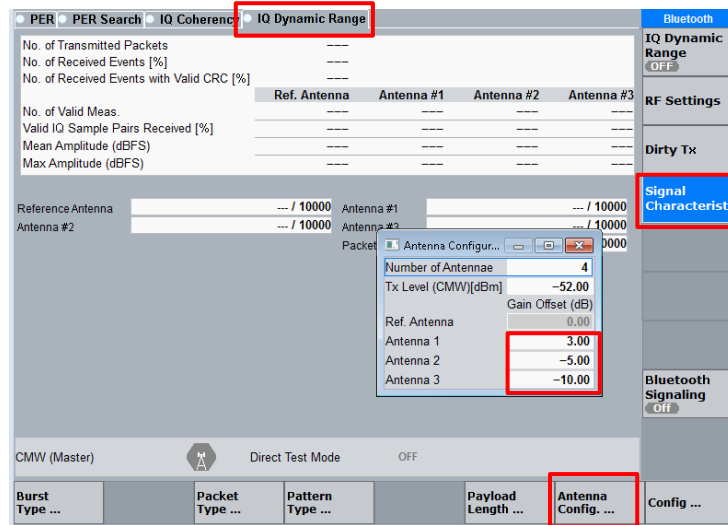 PER PER Search IQ Coherency IQ Dynamic Range
No. of Transmitted Packets ---
No. of Received Events [%] ---
No. of Received Events with Valid CRC [%] ---
Ref. Antenna Antenna #1 Antenna #2 Antenna #3
No. of Valid Meas. --- --- --- ---
Valid IQ Sample Pairs Received [%] --- --- --- ---
Mean Amplitude (dBFS) --- --- --- ---
Max Amplitude (dBFS) --- --- --- ---
Reference Antenna --- / 10000 Antenna #1 --- / 10000
Antenna #2 --- / 10000 Antenna #3 --- / 10000
Packet 0000
Antenna Configur...
Number of Antennae 4
Tx Level (CMW)[dBm] -52.00
Gain Offset (dB)
Ref. Antenna 0.00
Antenna 1 3.00
Antenna 2 -5.00
Antenna 3 -10.00
CMW (Master) Direct Test Mode OFF
Burst Type ...
Packet Type ...
Pattern Type ...
Payload Length ...
Antenna Config. ...
Config ...
Bluetooth
IQ Dynamic
Range
OFF
RF Settings
Dirty Tx
Signal
Characterist
Bluetooth
Signaling
Off